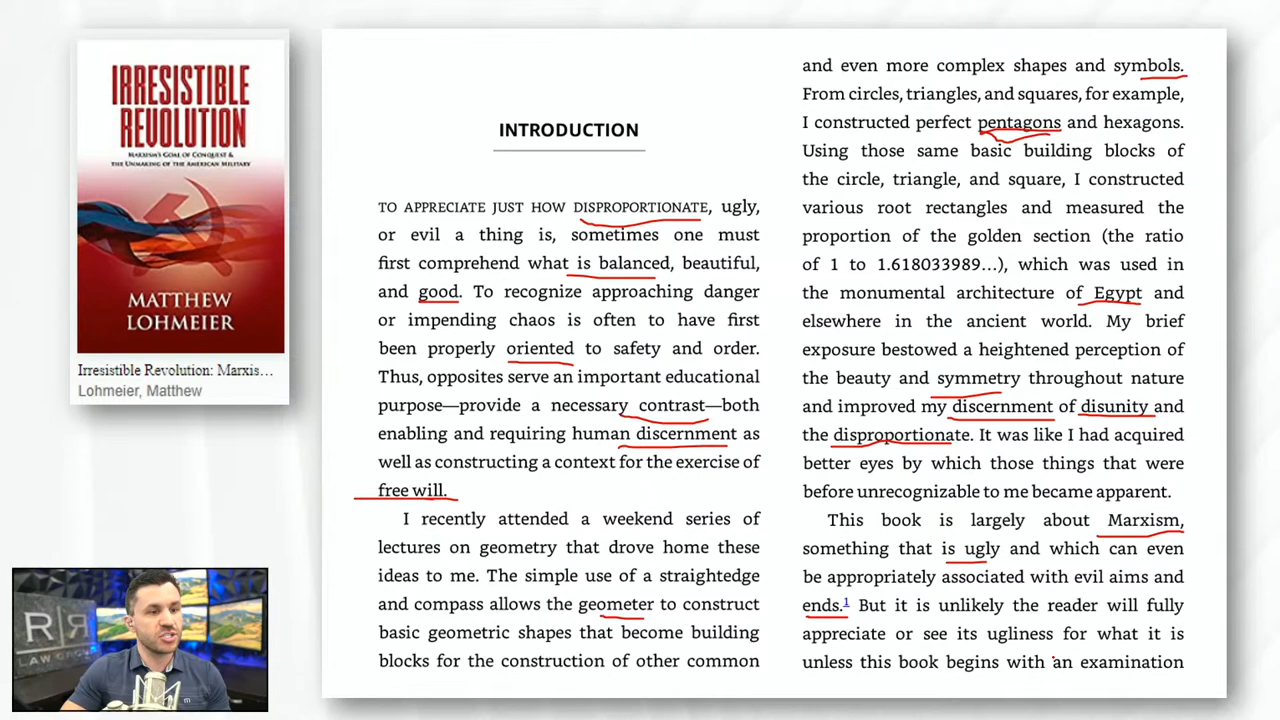 IRRESISTIBLE
REVOLUTION
MARXISM'S GOAL OF CONQUEST &
THE UNMAKING OF THE AMERICAN MILITARY
MATTHEW
LOHMEIER
Irresistible Revolution: Marxis...
Lohmeier, Matthew
R R
LAW GROUP
INTRODUCTION
TO APPRECIATE JUST HOW DISPROPORTIONATE, ugly,
or evil a thing is, sometimes one must
first comprehend what is balanced, beautiful,
and good. To recognize approaching danger
or impending chaos is often to have first
been properly oriented to safety and order.
Thus, opposites serve an important educational
purpose—provide a necessary contrast—both
enabling and requiring human discernment as
well as constructing a context for the exercise of
free will.
I recently attended a weekend series of
lectures on geometry that drove home these
ideas to me. The simple use of a straightedge
and compass allows the geometer to construct
basic geometric shapes that become building
blocks for the construction of other common
and even more complex shapes and symbols.
From circles, triangles, and squares, for example,
I constructed perfect pentagons and hexagons.
Using those same basic building blocks of
the circle, triangle, and square, I constructed
various root rectangles and measured the
proportion of the golden section (the ratio
of 1 to 1.618033989...), which was used in
the monumental architecture of Egypt and
elsewhere in the ancient world. My brief
exposure bestowed a heightened perception of
the beauty and symmetry throughout nature
and improved my discernment of disunity and
the disproportionate. It was like I had acquired
better eyes by which those things that were
before unrecognizable to me became apparent.
This book is largely about Marxism,
something that is ugly and which can even
be appropriately associated with evil aims and
ends.1 But it is unlikely the reader will fully
appreciate or see its ugliness for what it is
unless this book begins with an examination